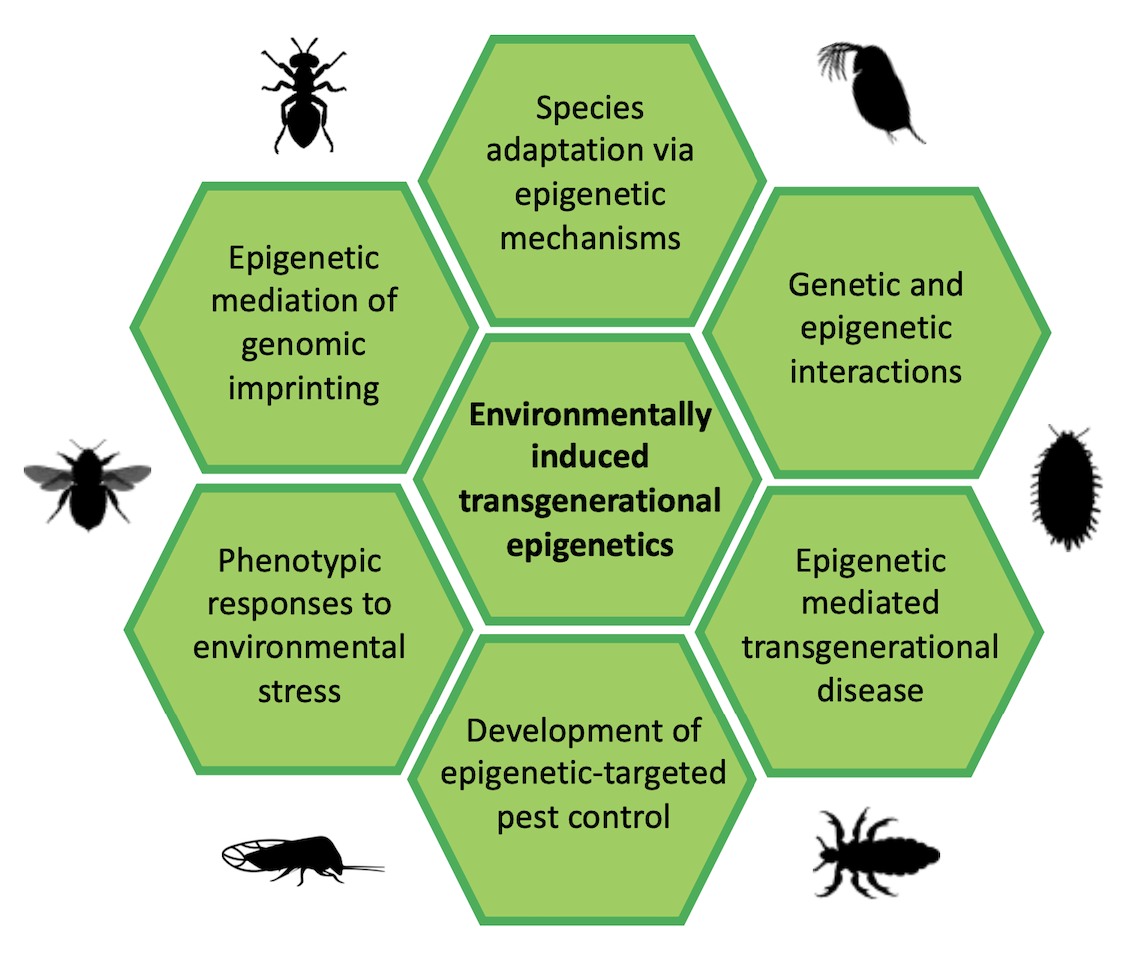 Species
adaptation via
epigenetic
mechanisms
Epigenetic
mediation of
genomic
imprinting
Genetic and
epigenetic
interactions
Environmentally
induced
transgenerational
epigenetics
Phenotypic
responses to
environmental
stress
Epigenetic
mediated
transgenerational
disease
Development of
epigenetic-targeted
pest control